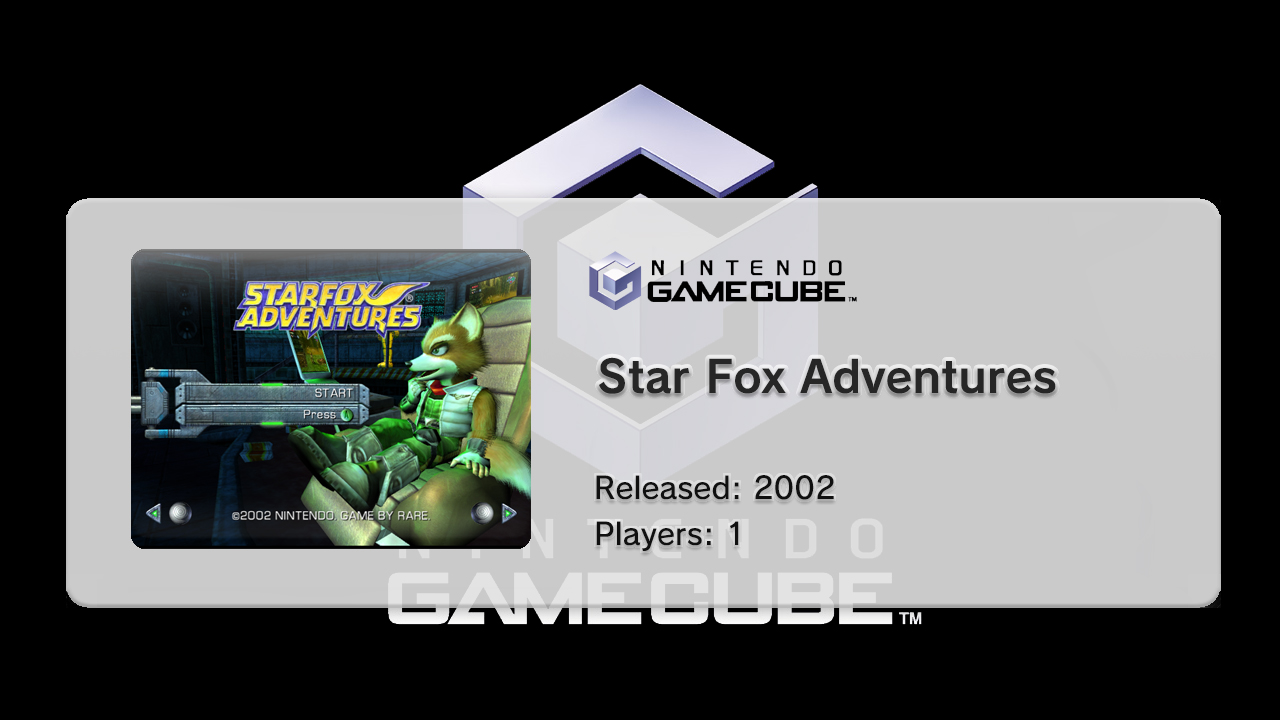 STARFOX
ADVENTURES®
START
Press A
©2002 NINTENDO. GAME BY RARE.
NINTENDO
GAMECUBE™
Star Fox Adventures
Released: 2002
Players: 1
NINTENDO
GAMECUBE™